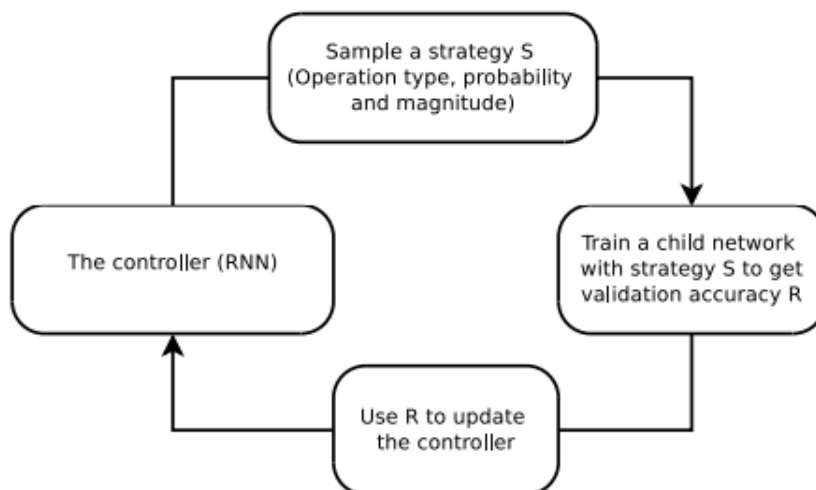 Sample a strategy S
(Operation type, probability
and magnitude)
The controller (RNN)
Train a child network
with strategy S to get
validation accuracy R
Use R to update
the controller